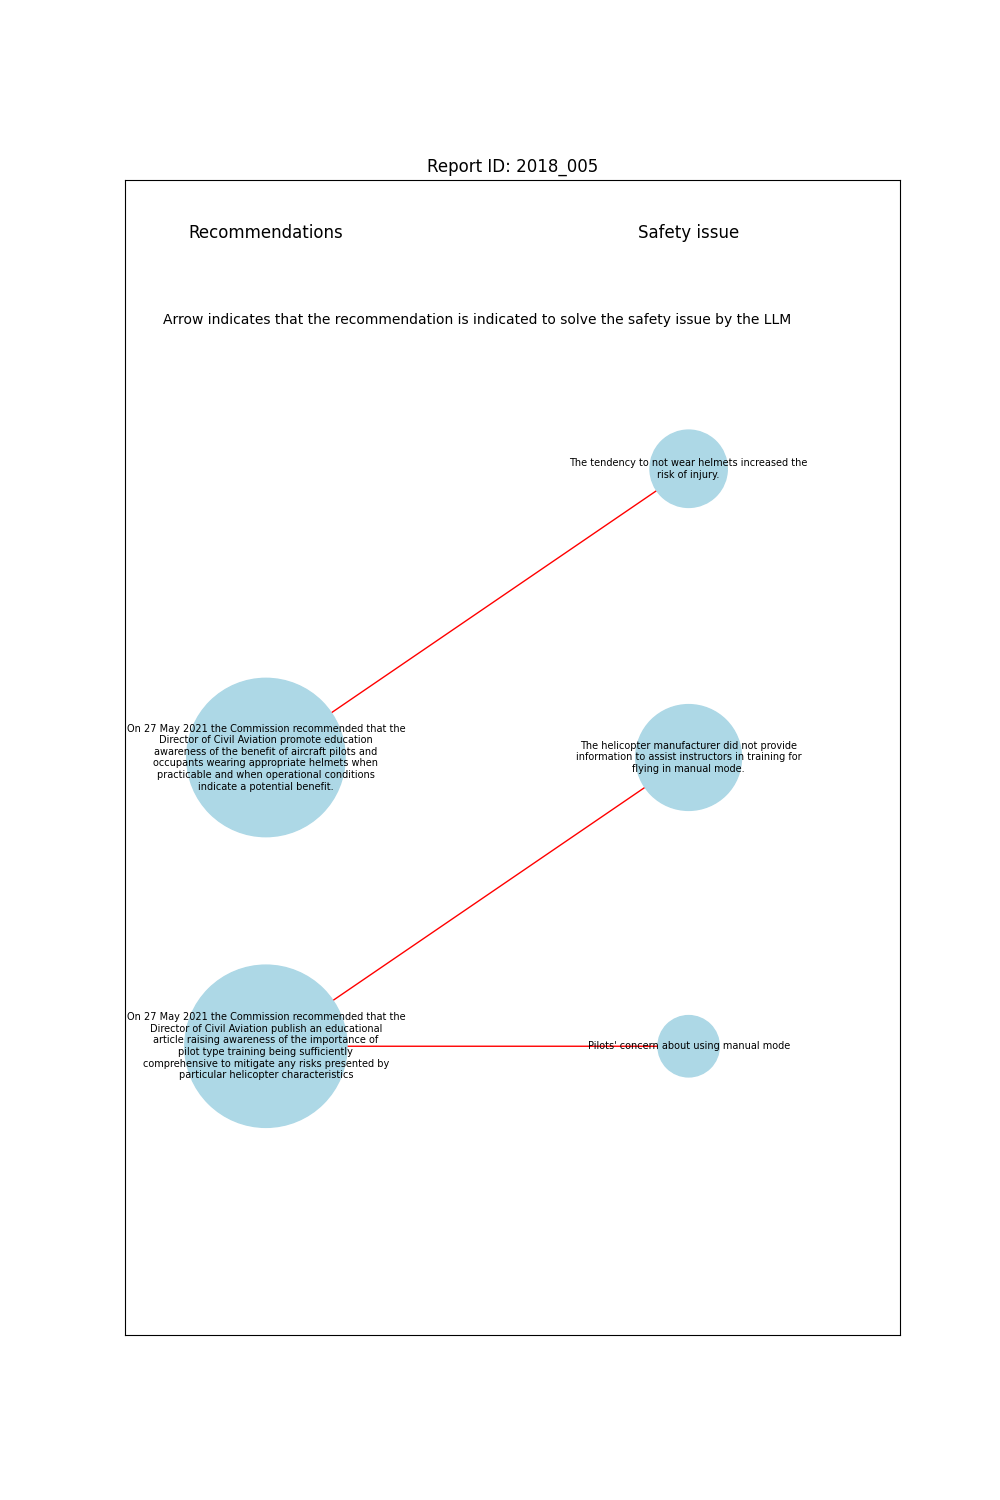 Report ID: 2018_005
Recommendations
Safety issue
Arrow indicates that the recommendation is indicated to solve the safety issue by the LLM
The tendency to not wear helmets increased the
risk of injury.
On 27 May 2021 the Commission recommended that the
Director of Civil Aviation promote education
awareness of the benefit of aircraft pilots and
occupants wearing appropriate helmets when
practicable and when operational conditions
indicate a potential benefit.
The helicopter manufacturer did not provide
information to assist instructors in training for
flying in manual mode.
On 27 May 2021 the Commission recommended that the
Director of Civil Aviation publish an educational
article raising awareness of the importance of
pilot type training being sufficiently
comprehensive to mitigate any risks presented by
particular helicopter characteristics
Pilots' concern about using manual mode